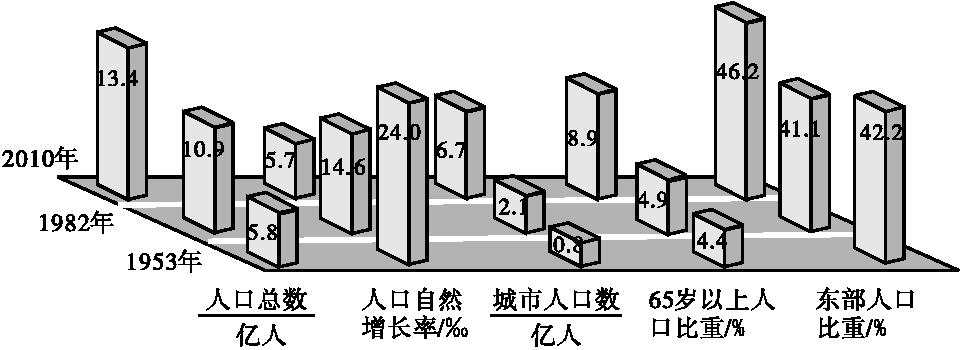 13.4
46.2
10.9
5.7
14.6
24.0
6.7
8.9
41.1
42.2
2010年
5.8
2.1
4.9
1982年
0.8
4.4
1953年
人口总数
亿人
人口自然
增长率/‰
城市人口数
亿人
65岁以上人
口比重/%
东部人口
比重/%